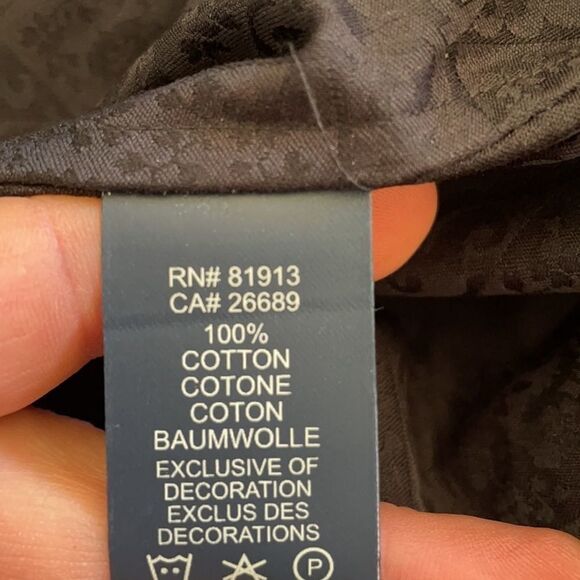 RN# 81913
CA# 26689
100%
COTTON
COTONE
COTON
BAUMWOLLE
EXCLUSIVE OF
DECORATION
EXCLUS DES
DECORATIONS
P